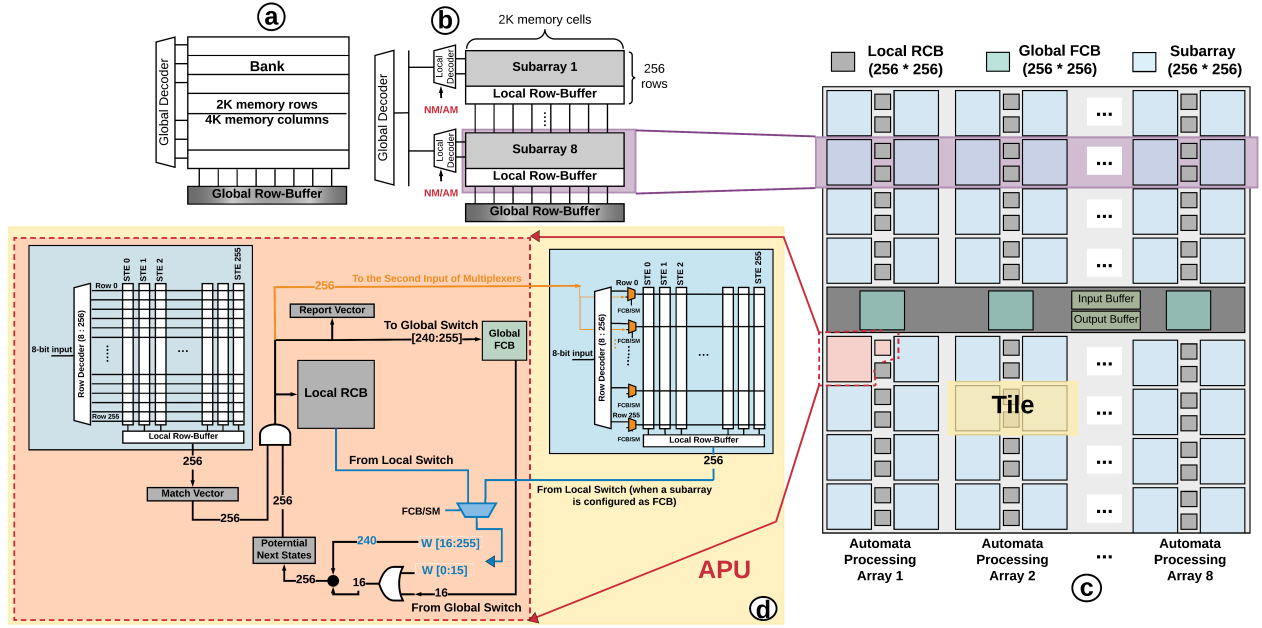 a
Global Decoder
Bank
2K memory rows
4K memory columns
Global Row-Buffer
b
2K memory cells
Global Decoder
Local
Decoder
NM/AM
Subarray 1
Local Row-Buffer
256
rows
Local
Decoder
NM/AM
Subarray 8
Local Row-Buffer
Global Row-Buffer
c
Local RCB
(256 * 256)
Global FCB
(256 * 256)
Subarray
(256 * 256)
...
...
...
...
Input Buffer
Output Buffer
...
...
Tile
...
...
Automata
Processing
Array 1
Automata
Processing
Array 2
...
Automata
Processing
Array 8
8-bit input
Row Decoder (8 : 256)
Row 0
Row 255
STE 0
STE 1
STE 2
STE 255
...
Local Row-Buffer
256
Match Vector
256
256
To the Second Input of Multiplexers
256
Report Vector
To Global Switch
[240:255]
Global
FCB
Local RCB
From Local Switch
FCB/SM
Poterntial
Next States
256
240
W [16:255]
W [0:15]
16
16
From Global Switch
8-bit input
Row Decoder (8 : 256)
Row 0
FCB/SM
FCB/SM
FCB/SM
Row 255
FCB/SM
STE 0
STE 1
STE 2
STE 255
...
Local Row-Buffer
256
From Local Switch (when a subarray
is configured as FCB)
APU
d